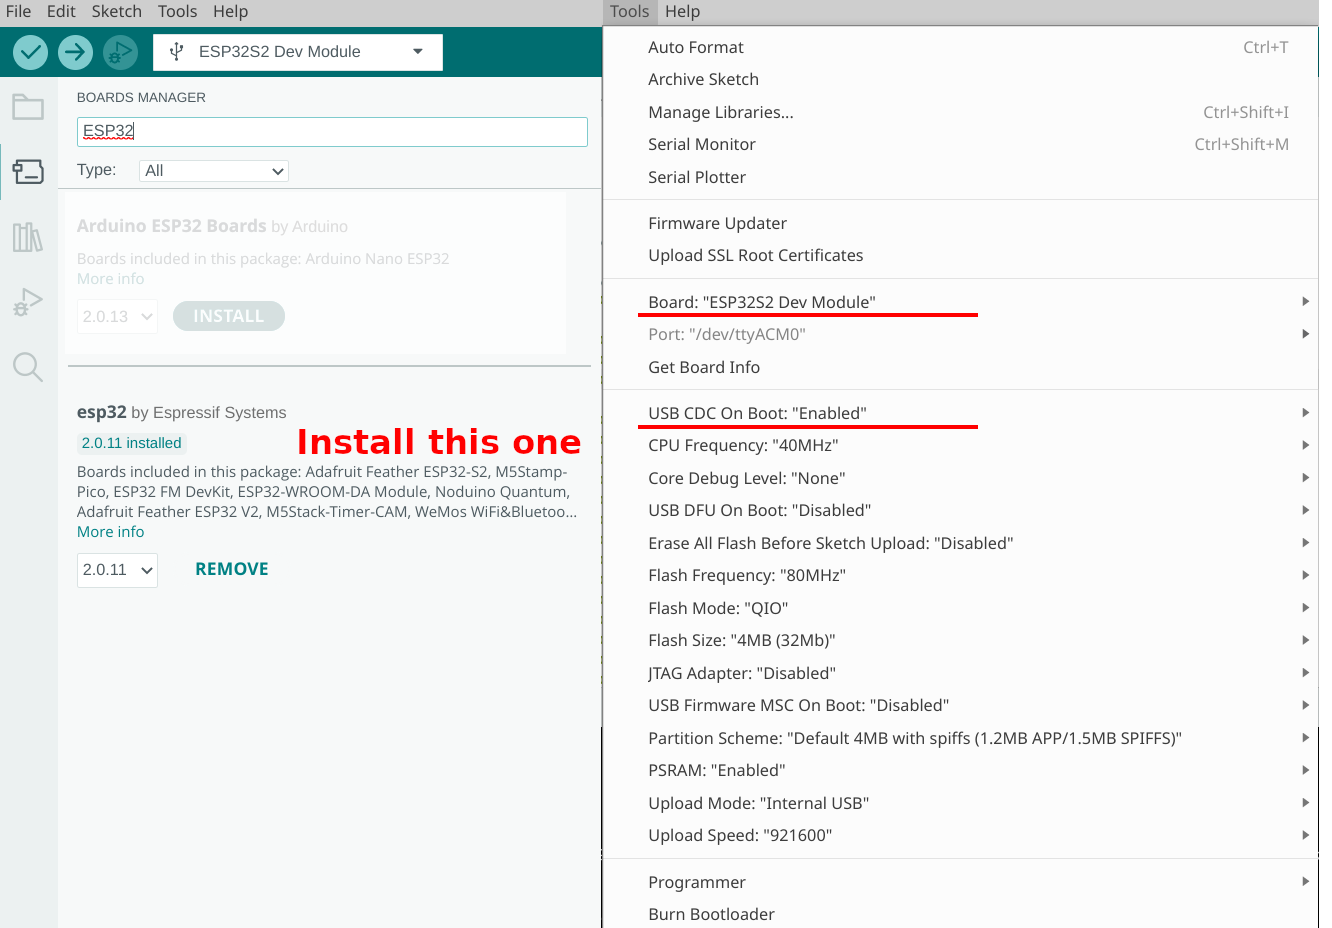 File Edit Sketch Tools Help
ESP32S2 Dev Module
BOARDS MANAGER
ESP32
Type: All
Arduino ESP32 Boards by Arduino
Boards included in this package: Arduino Nano ESP32
More info
2.0.13 INSTALL
esp32 by Espressif Systems
2.0.11 installed
Install this one
Boards included in this package: Adafruit Feather ESP32-S2, M5Stamp-
Pico, ESP32 FM DevKit, ESP32-WROOM-DA Module, Noduino Quantum,
Adafruit Feather ESP32 V2, M5Stack-Timer-CAM, WeMos WiFi&Bluetoo...
More info
2.0.11 REMOVE
Tools Help
Auto Format Ctrl+T
Archive Sketch
Manage Libraries... Ctrl+Shift+I
Serial Monitor Ctrl+Shift+M
Serial Plotter
Firmware Updater
Upload SSL Root Certificates
Board: "ESP32S2 Dev Module"
Port: "/dev/ttyACM0"
Get Board Info
USB CDC On Boot: "Enabled"
CPU Frequency: "40MHz"
Core Debug Level: "None"
USB DFU On Boot: "Disabled"
Erase All Flash Before Sketch Upload: "Disabled"
Flash Frequency: "80MHz"
Flash Mode: "QIO"
Flash Size: "4MB (32Mb)"
JTAG Adapter: "Disabled"
USB Firmware MSC On Boot: "Disabled"
Partition Scheme: "Default 4MB with spiffs (1.2MB APP/1.5MB SPIFFS)"
PSRAM: "Enabled"
Upload Mode: "Internal USB"
Upload Speed: "921600"
Programmer
Burn Bootloader